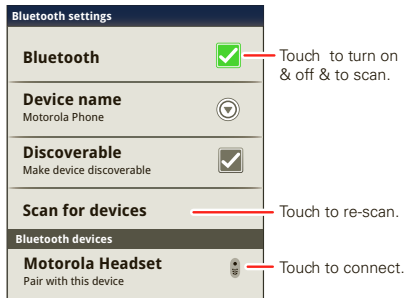 Bluetooth settings
Bluetooth
Touch to turn on
& off & to scan.
Device name
Motorola Phone
Discoverable
Make device discoverable
Scan for devices
Touch to re-scan.
Bluetooth devices
Motorola Headset
Pair with this device
Touch to connect.